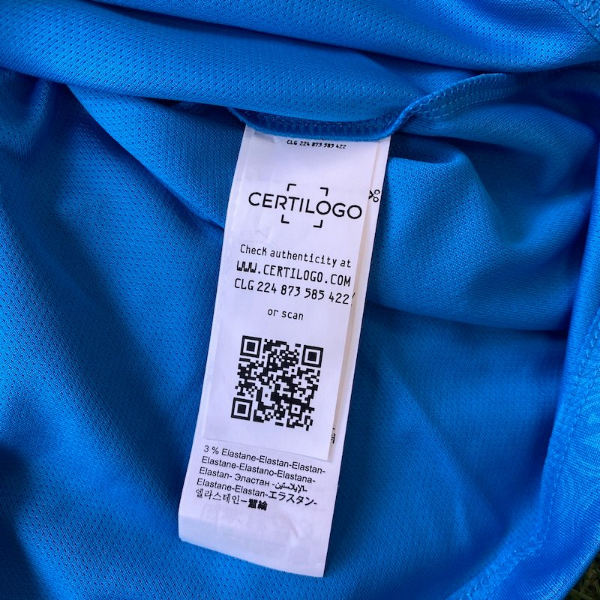 CLG 224 873 585 422
CERTILOGO
Check authenticity at
WWW.CERTILOGO.COM
CLG 224 873 585 422
or scan
3 % Elastane-Elastan-Elastan-
Elastane-Elastano-Elastana-
Elastan- Эластан -الإيلاستين-
Elastane-Elastan-エラスタン-
엘라스테인-